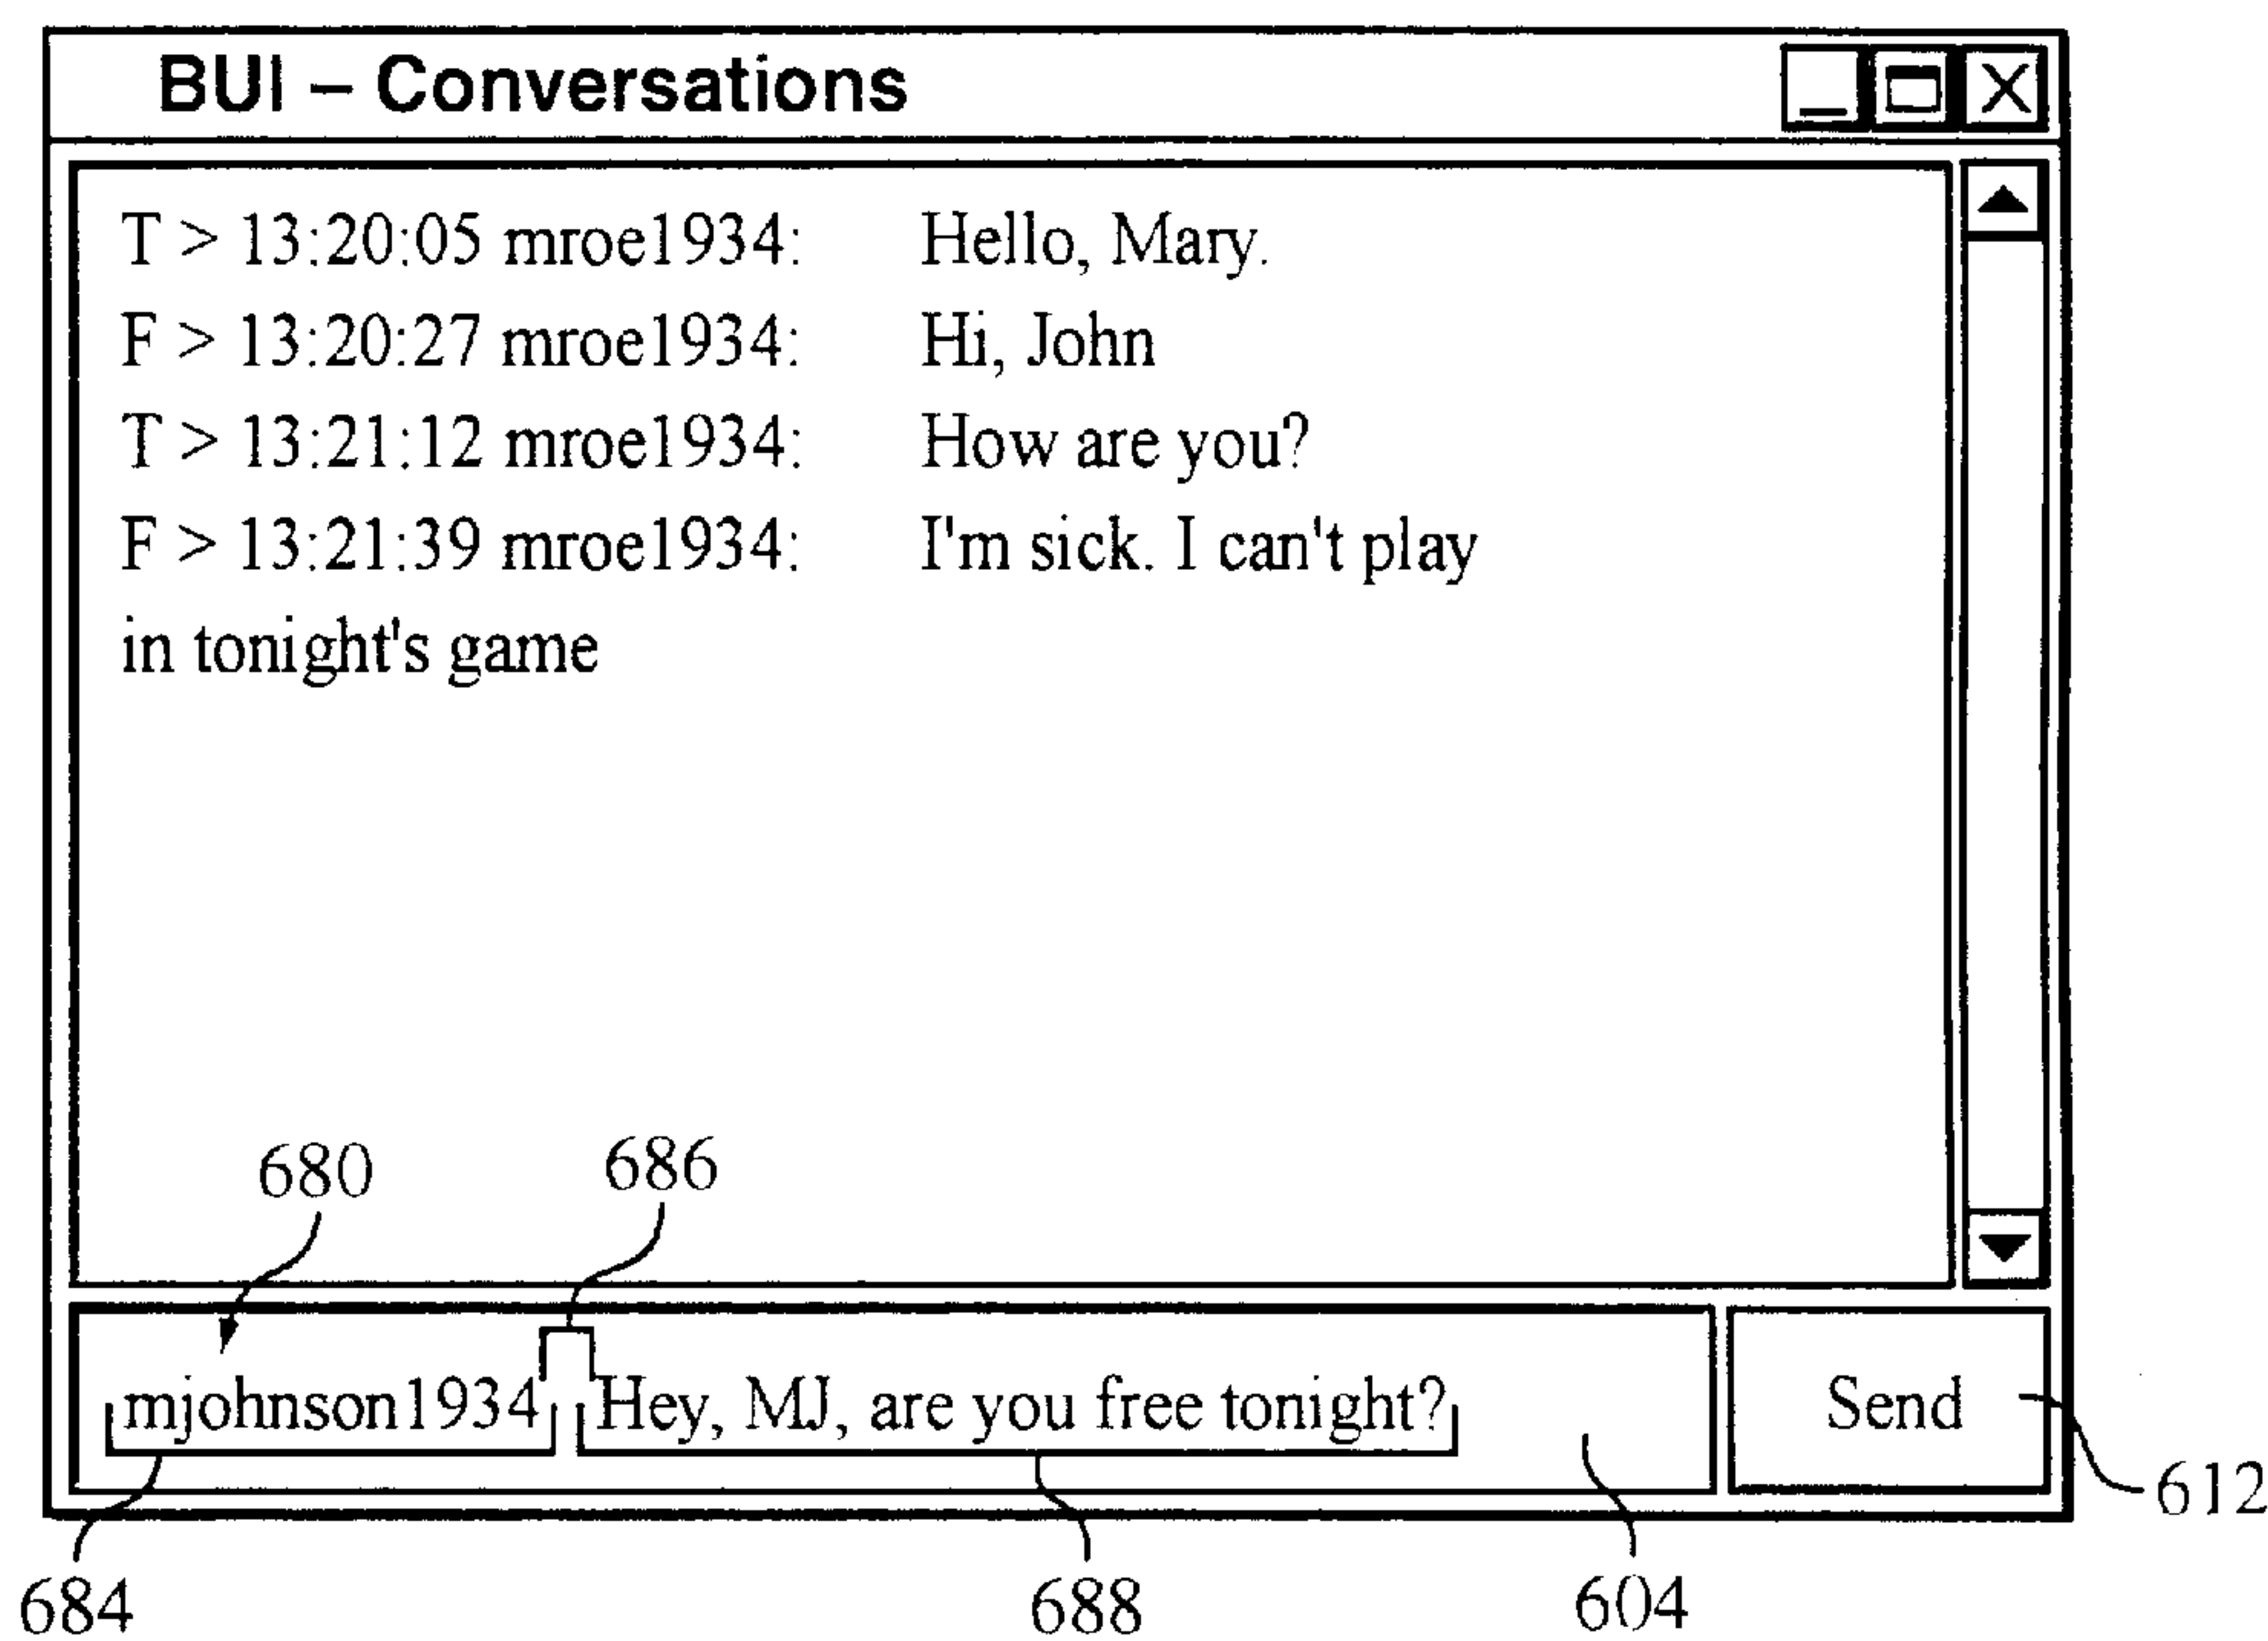 BUI – Conversations
T > 13:20:05 mroe1934: Hello, Mary.
F > 13:20:27 mroe1934: Hi, John
T > 13:21:12 mroe1934: How are you?
F > 13:21:39 mroe1934: I'm sick. I can't play
in tonight's game
680 686
mjohnson1934 Hey, MJ, are you free tonight? Send
612
684 688 604